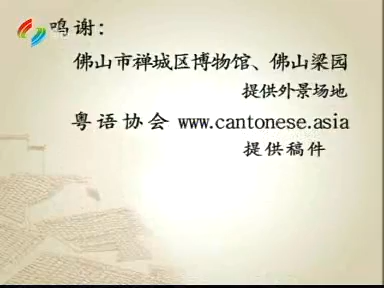 鸣谢：
佛山市禅城区博物馆、佛山梁园
提供外景场地
粤语协会 www.cantonese.asia
提供稿件